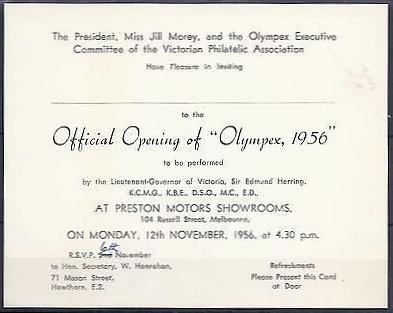 The President, Miss Jill Morey, and the Olympex Executive
Committee of the Victorian Philatelic Association
Have Pleasure in Inviting
to the
Official Opening of "Olympex, 1956"
to be performed
by the Lieutenant-Governor of Victoria, Sir Edmund Herring,
K.C.M.G., K.B.E., D.S.O., M.C., E.D.,
AT PRESTON MOTORS SHOWROOMS,
104 Russell Street, Melbourne,
ON MONDAY, 12th NOVEMBER, 1956, at 4.30 p.m.
6th
R.S.V.P. November
to Hon. Secretary, W. Hanrahan,
71 Mason Street,
Hawthorn, E.2.
Refreshments
Please Present this Card
at Door